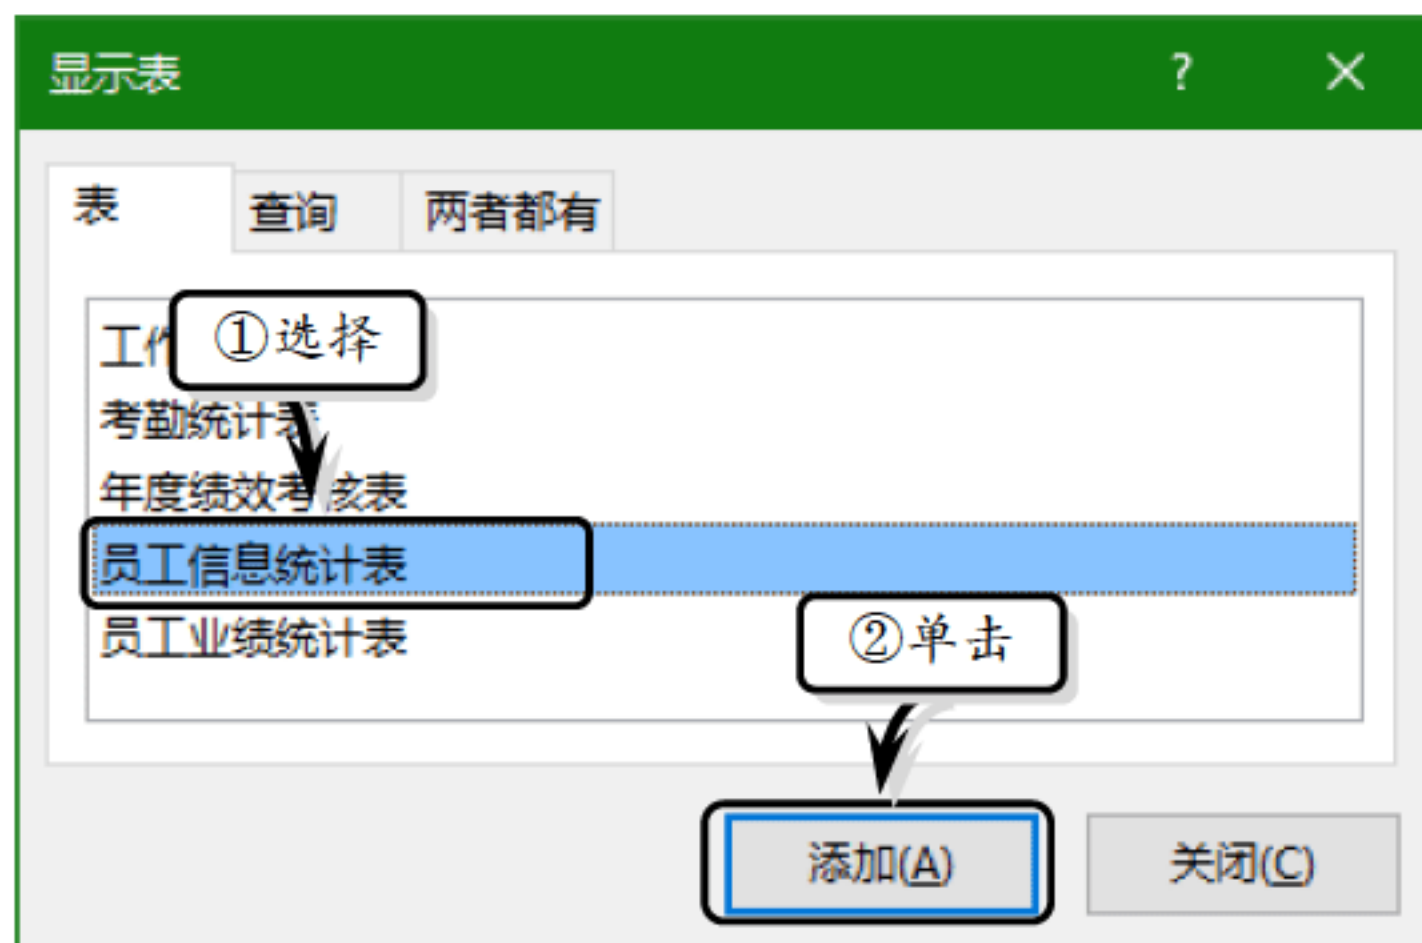 显示表
?
表 查询 两者都有
①选择
工作
考勤统计表
年度绩效考核表
员工信息统计表
员工业绩统计表
②单击
添加(A) 关闭(C)